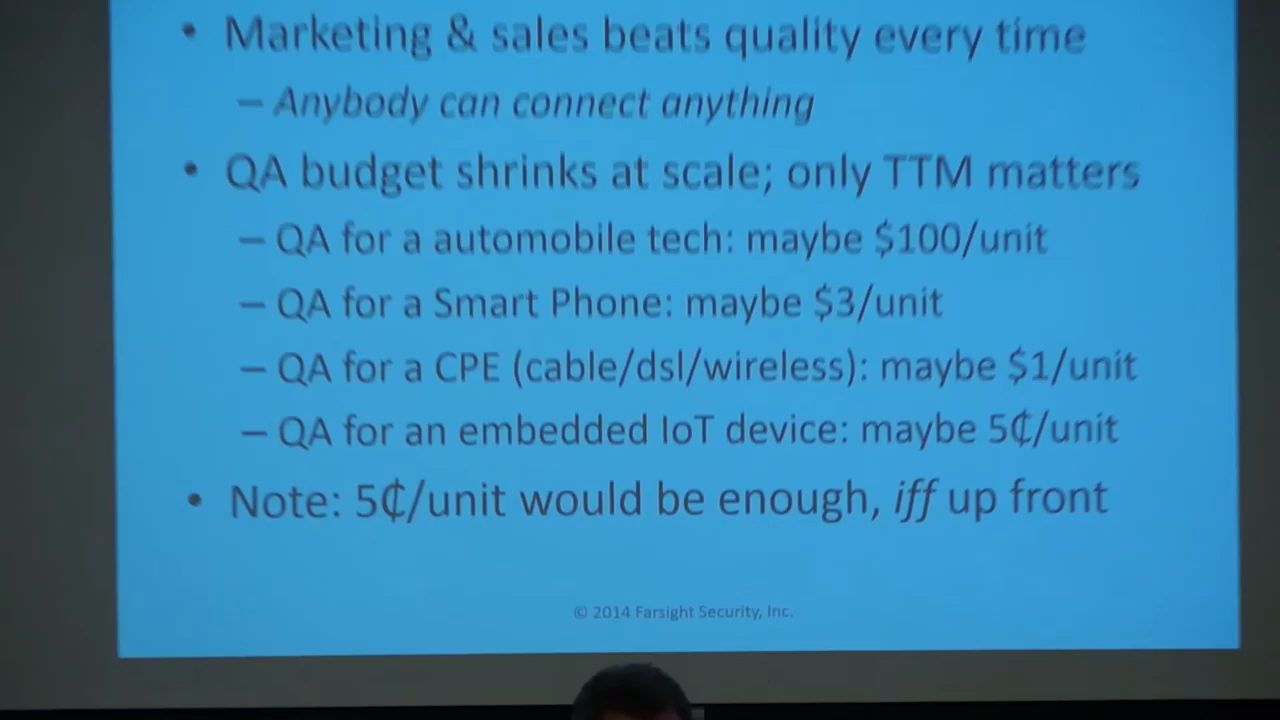 • Marketing & sales beats quality every time
– Anybody can connect anything
• QA budget shrinks at scale; only TTM matters
– QA for a automobile tech: maybe $100/unit
– QA for a Smart Phone: maybe $3/unit
– QA for a CPE (cable/dsl/wireless): maybe $1/unit
– QA for an embedded IoT device: maybe 5₵/unit
• Note: 5₵/unit would be enough, iff up front
© 2014 Farsight Security, Inc.